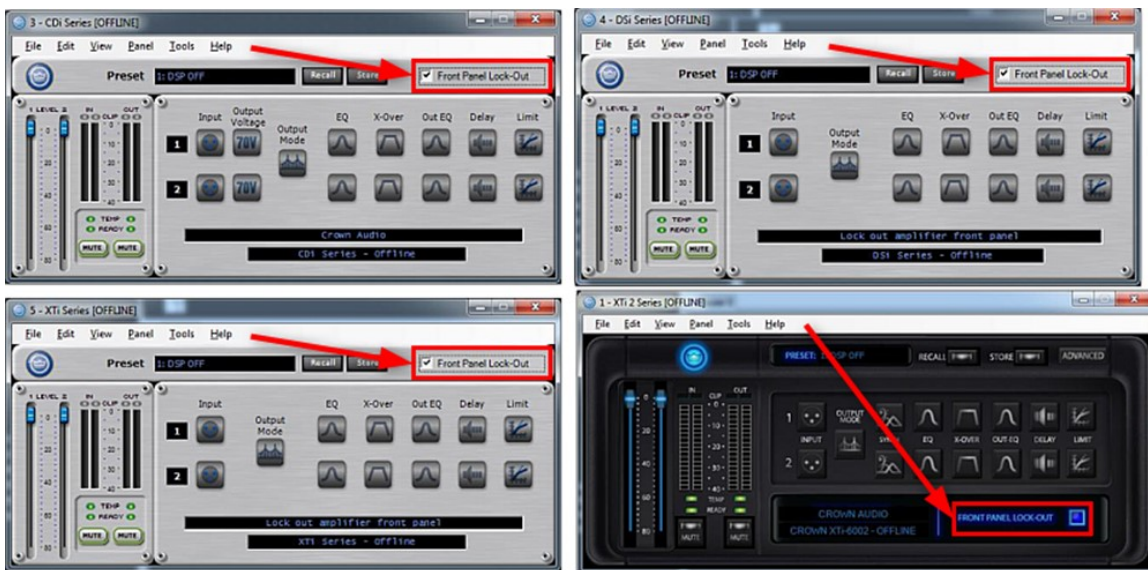 3 - CDi Series [OFFLINE]
File Edit View Panel Tools Help
Preset 1: DSP OFF Recall Store Front Panel Lock-Out
1 LEVEL 2 IN CLIP OUT
Input Output Voltage Output Mode EQ X-Over Out EQ Delay Limit
1 70V
2 70V
TEMP
READY
MUTE MUTE
Crown Audio
CDi Series - Offline
4 - DSi Series [OFFLINE]
File Edit View Panel Tools Help
Preset 1: DSP OFF Recall Store Front Panel Lock-Out
1 LEVEL 2 IN CLIP OUT
Input Output Mode EQ X-Over Out EQ Delay Limit
1
2
TEMP
READY
MUTE MUTE
Lock out amplifier front panel
DSi Series - Offline
5 - XTi Series [OFFLINE]
File Edit View Panel Tools Help
Preset 1: DSP OFF Recall Store Front Panel Lock-Out
1 LEVEL 2 IN CLIP OUT
Input Output Mode EQ X-Over Out EQ Delay Limit
1
2
TEMP
READY
MUTE MUTE
Lock out amplifier front panel
XTi Series - Offline
1 - XTi 2 Series [OFFLINE]
File Edit View Panel Tools Help
PRESET: DSP OFF RECALL STORE ADVANCED
IN CLIP OUT
1 OUTPUT MODE
INPUT EQ X-OVER OUT-EQ DELAY LIMIT
2
TEMP
READY
MUTE MUTE
CROWN AUDIO
CROWN XTi-6002 - OFFLINE
FRONT PANEL LOCK-OUT